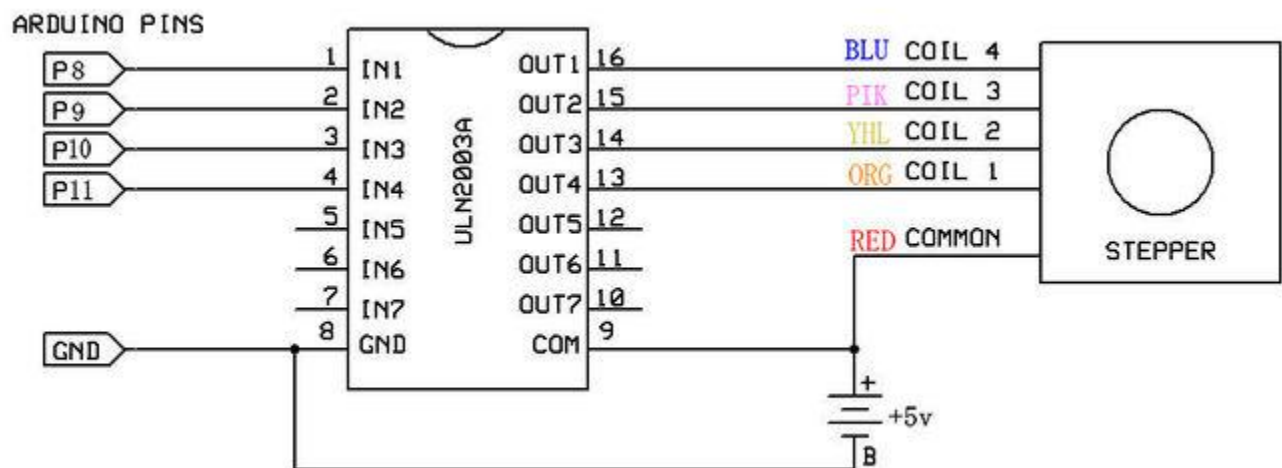 ARDUINO PINS
P8 1 IN1 OUT1 16 BLU COIL 4
P9 2 IN2 OUT2 15 PIK COIL 3
P10 3 IN3 OUT3 14 YHL COIL 2
P11 4 IN4 OUT4 13 ORG COIL 1
5 IN5 OUT5 12
6 IN6 OUT6 11
7 IN7 OUT7 10
GND 8 GND COM 9
ULN2003A
RED COMMON
STEPPER
+
+5v
B